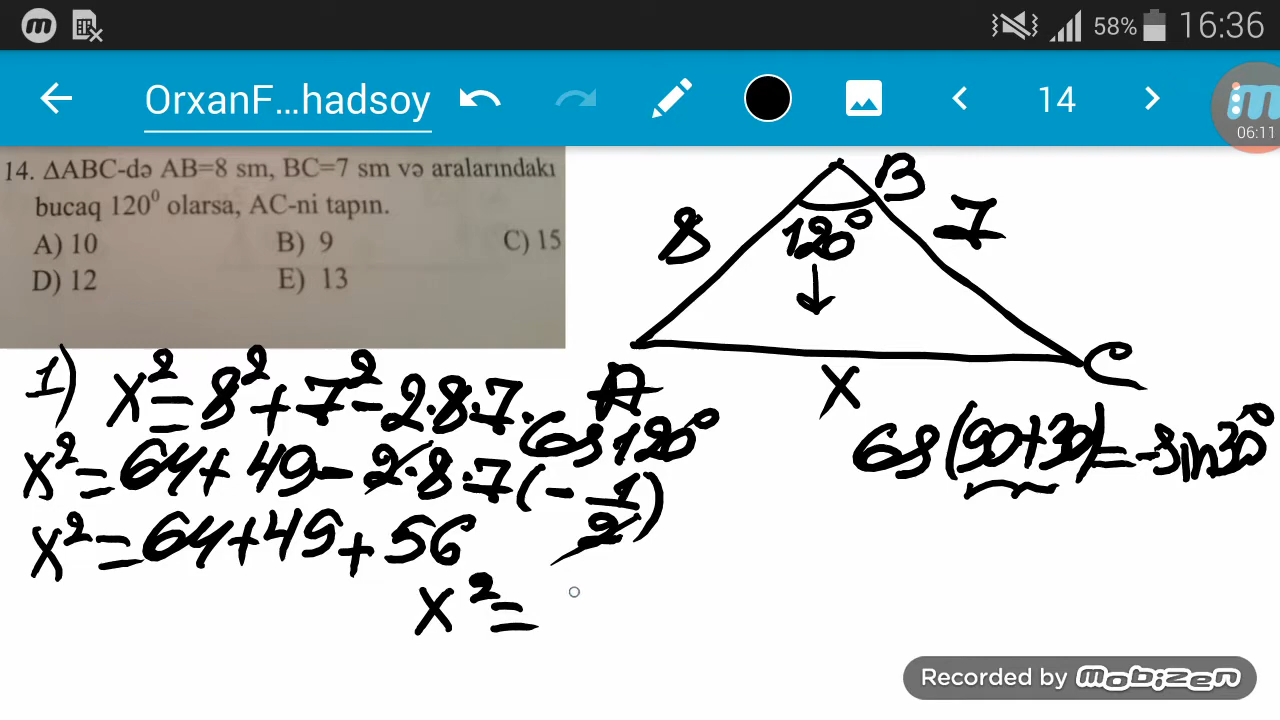 58% 16:36
OrxanF...hadsoy 14
06:11
14. ΔABC-də AB=8 sm, BC=7 sm və aralarındakı
bucaq 120⁰ olarsa, AC-ni tapın.
A) 10 B) 9 C) 15
D) 12 E) 13
B
8 120° 7
A X C
1) X²=8²+7²-2·8·7·cos120°
cos(90+30)=-sin30°
X²=64+49-2·8·7(-1/2)
X²=64+49+56
X²=
Recorded by mobizen